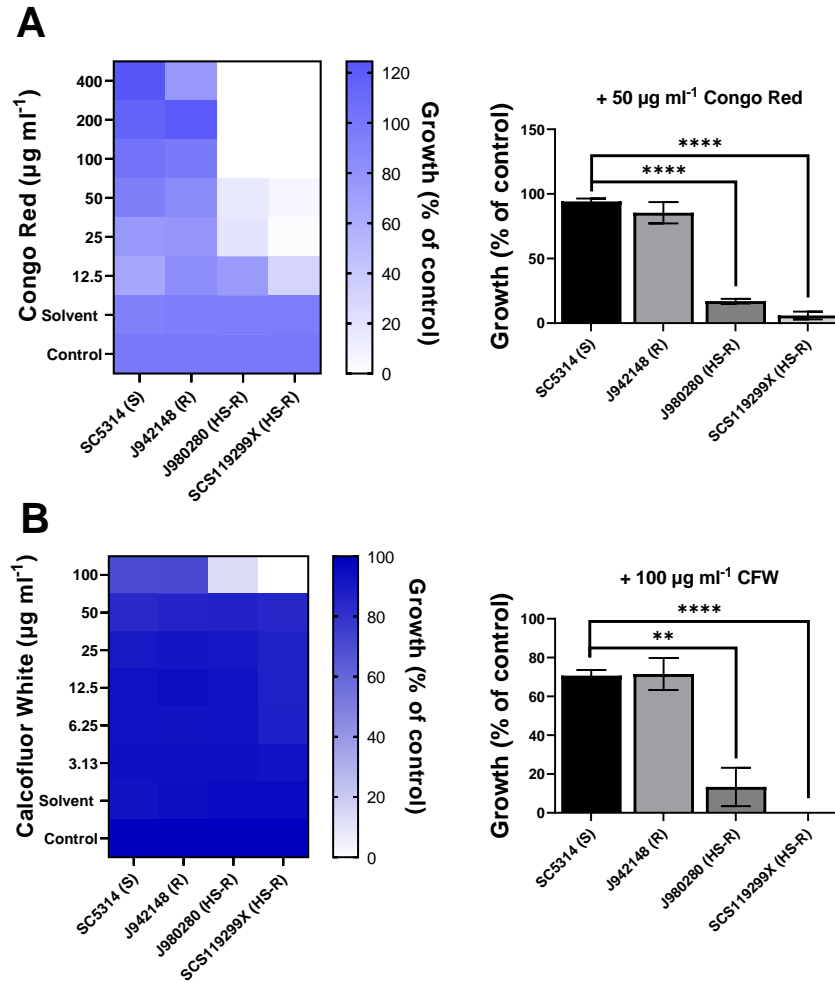 A
Congo Red (µg ml-1)
400
200
100
50
25
12.5
Solvent
Control
SC5314 (S)
J942148 (R)
J980280 (HS-R)
SCS119299X (HS-R)
120
100
80
60
40
20
0
Growth (% of control)
+ 50 µg ml-1 Congo Red
Growth (% of control)
150
100
50
0
****
****
SC5314 (S)
J942148 (R)
J980280 (HS-R)
SCS119299X (HS-R)
B
Calcofluor White (µg ml-1)
100
50
25
12.5
6.25
3.13
Solvent
Control
SC5314 (S)
J942148 (R)
J980280 (HS-R)
SCS119299X (HS-R)
100
80
60
40
20
0
Growth (% of control)
+ 100 µg ml-1 CFW
Growth (% of control)
100
80
60
40
20
0
****
**
SC5314 (S)
J942148 (R)
J980280 (HS-R)
SCS119299X (HS-R)